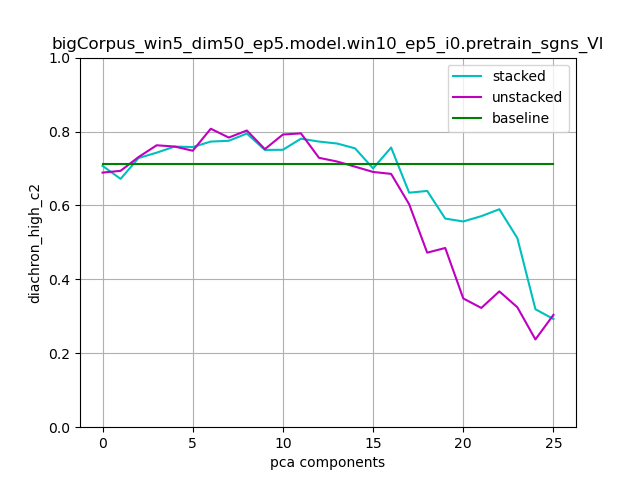 bigCorpus_win5_dim50_ep5.model.win10_ep5_i0.pretrain_sgns_VI
stacked
unstacked
baseline
1.0
0.8
0.6
0.4
0.2
0.0
diachron_high_c2
0 5 10 15 20 25
pca components